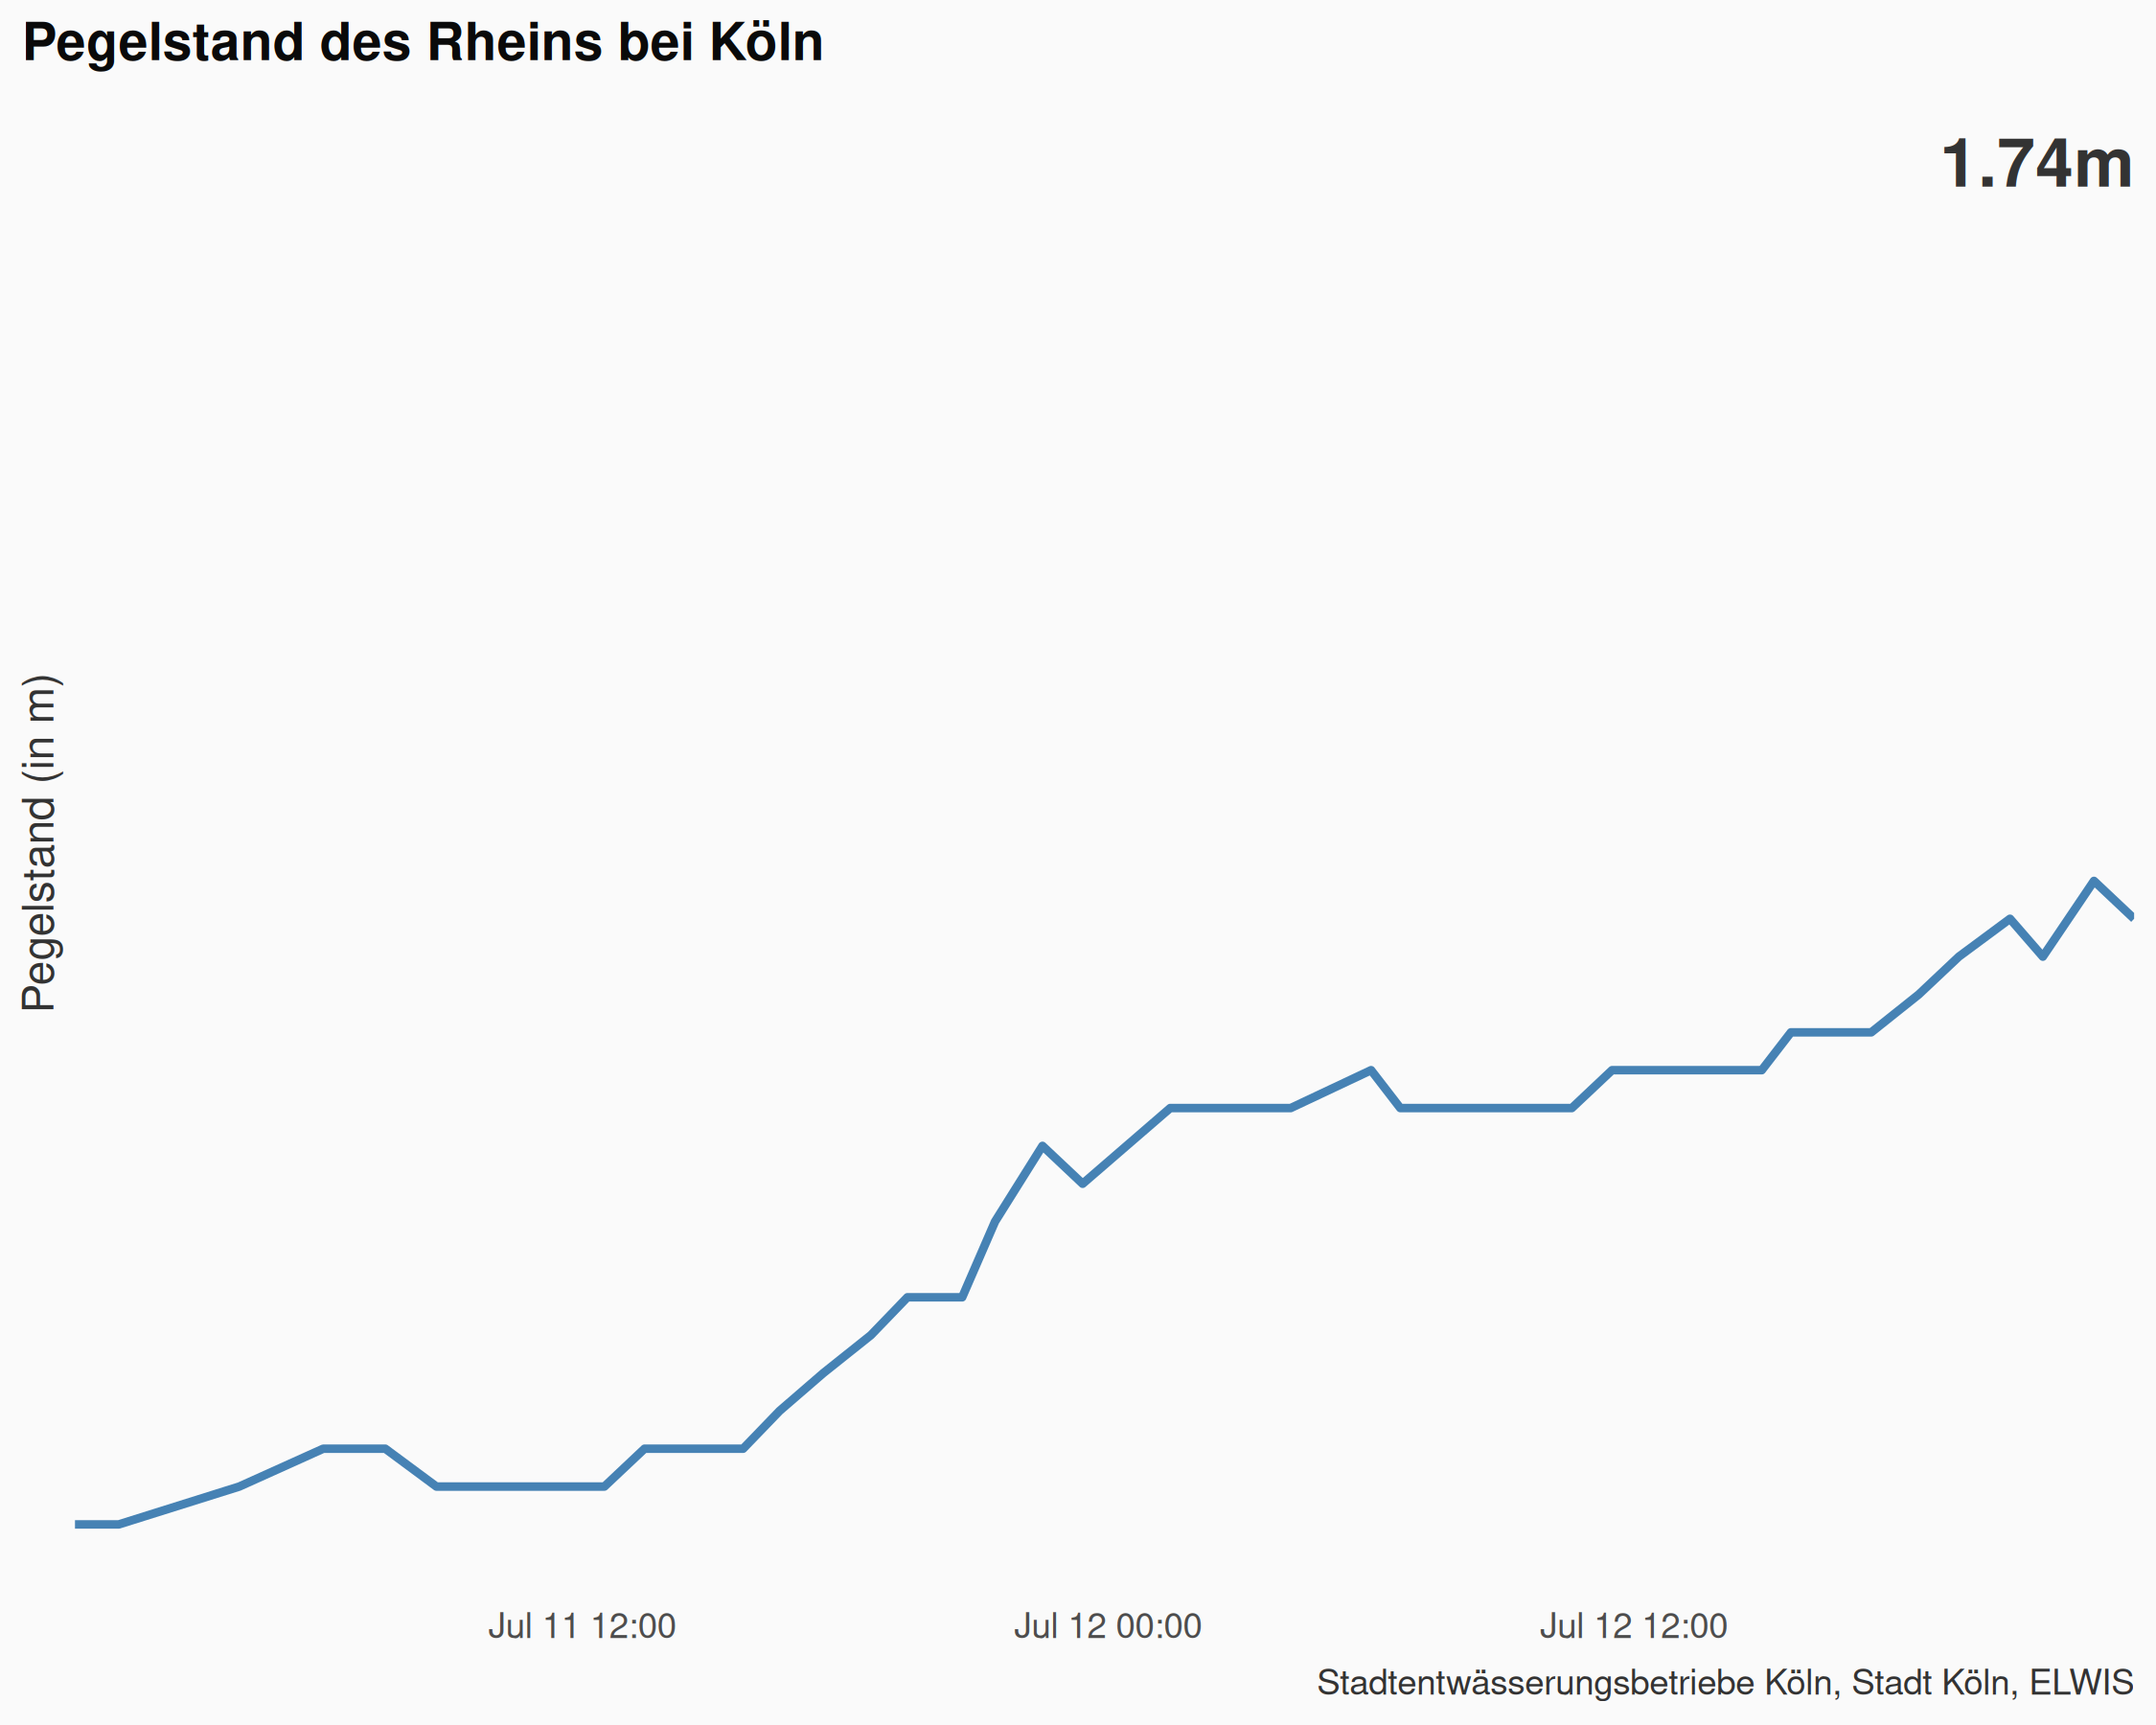 Pegelstand des Rheins bei Köln
1.74m
Pegelstand (in m)
Jul 11 12:00
Jul 12 00:00
Jul 12 12:00
Stadtentwässerungsbetriebe Köln, Stadt Köln, ELWIS